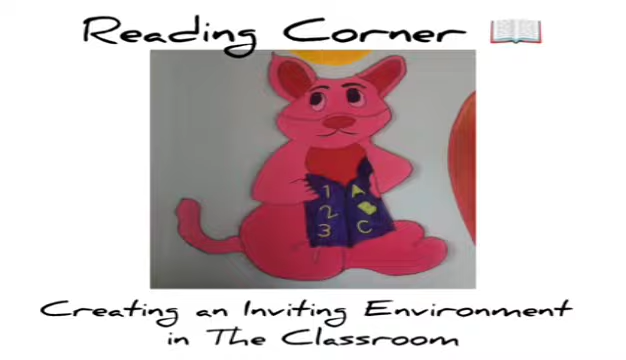 Reading Corner
1 A
2 B
3 C
Creating an Inviting Environment
in The Classroom